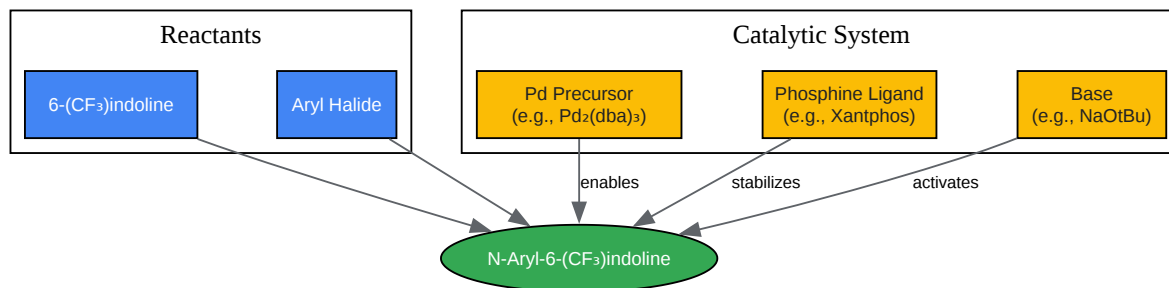 Reactants
Catalytic System
6-(CF₃)indoline
Aryl Halide
Pd Precursor
(e.g., Pd₂(dba)₃)
Phosphine Ligand
(e.g., Xantphos)
Base
(e.g., NaOtBu)
enables
stabilizes
activates
N-Aryl-6-(CF₃)indoline